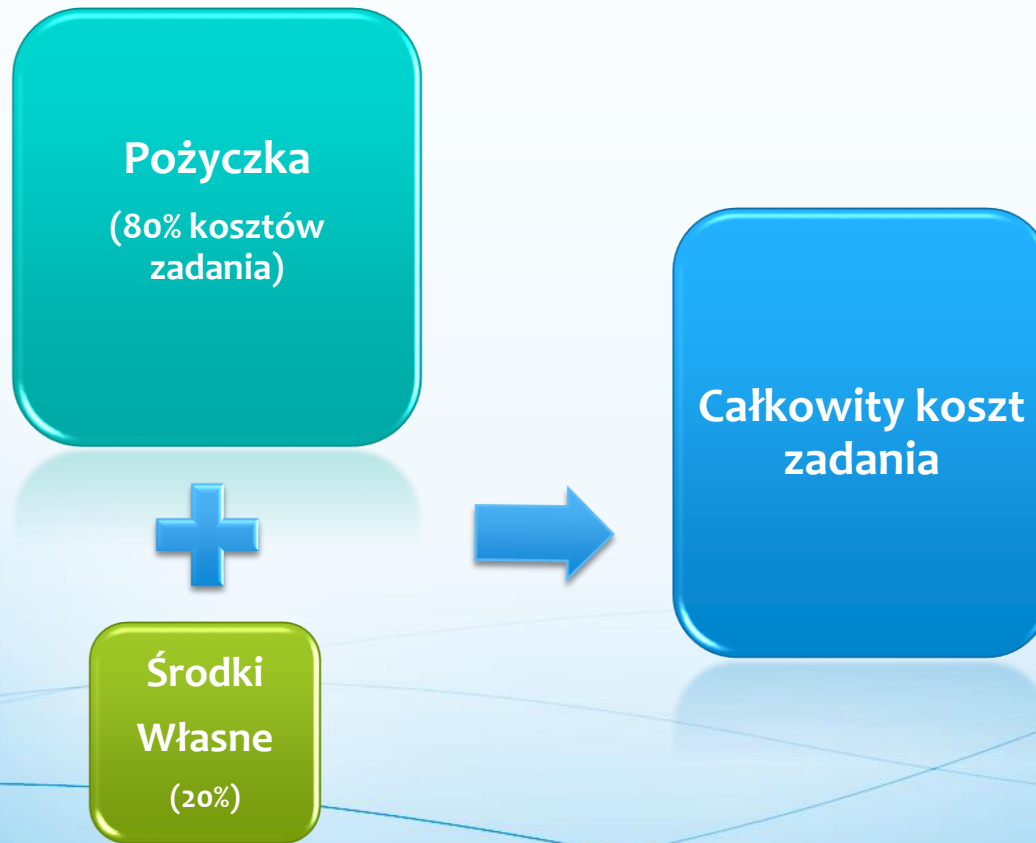 Pożyczka
(80% kosztów
zadania)
Środki
Własne
(20%)
Całkowity koszt
zadania